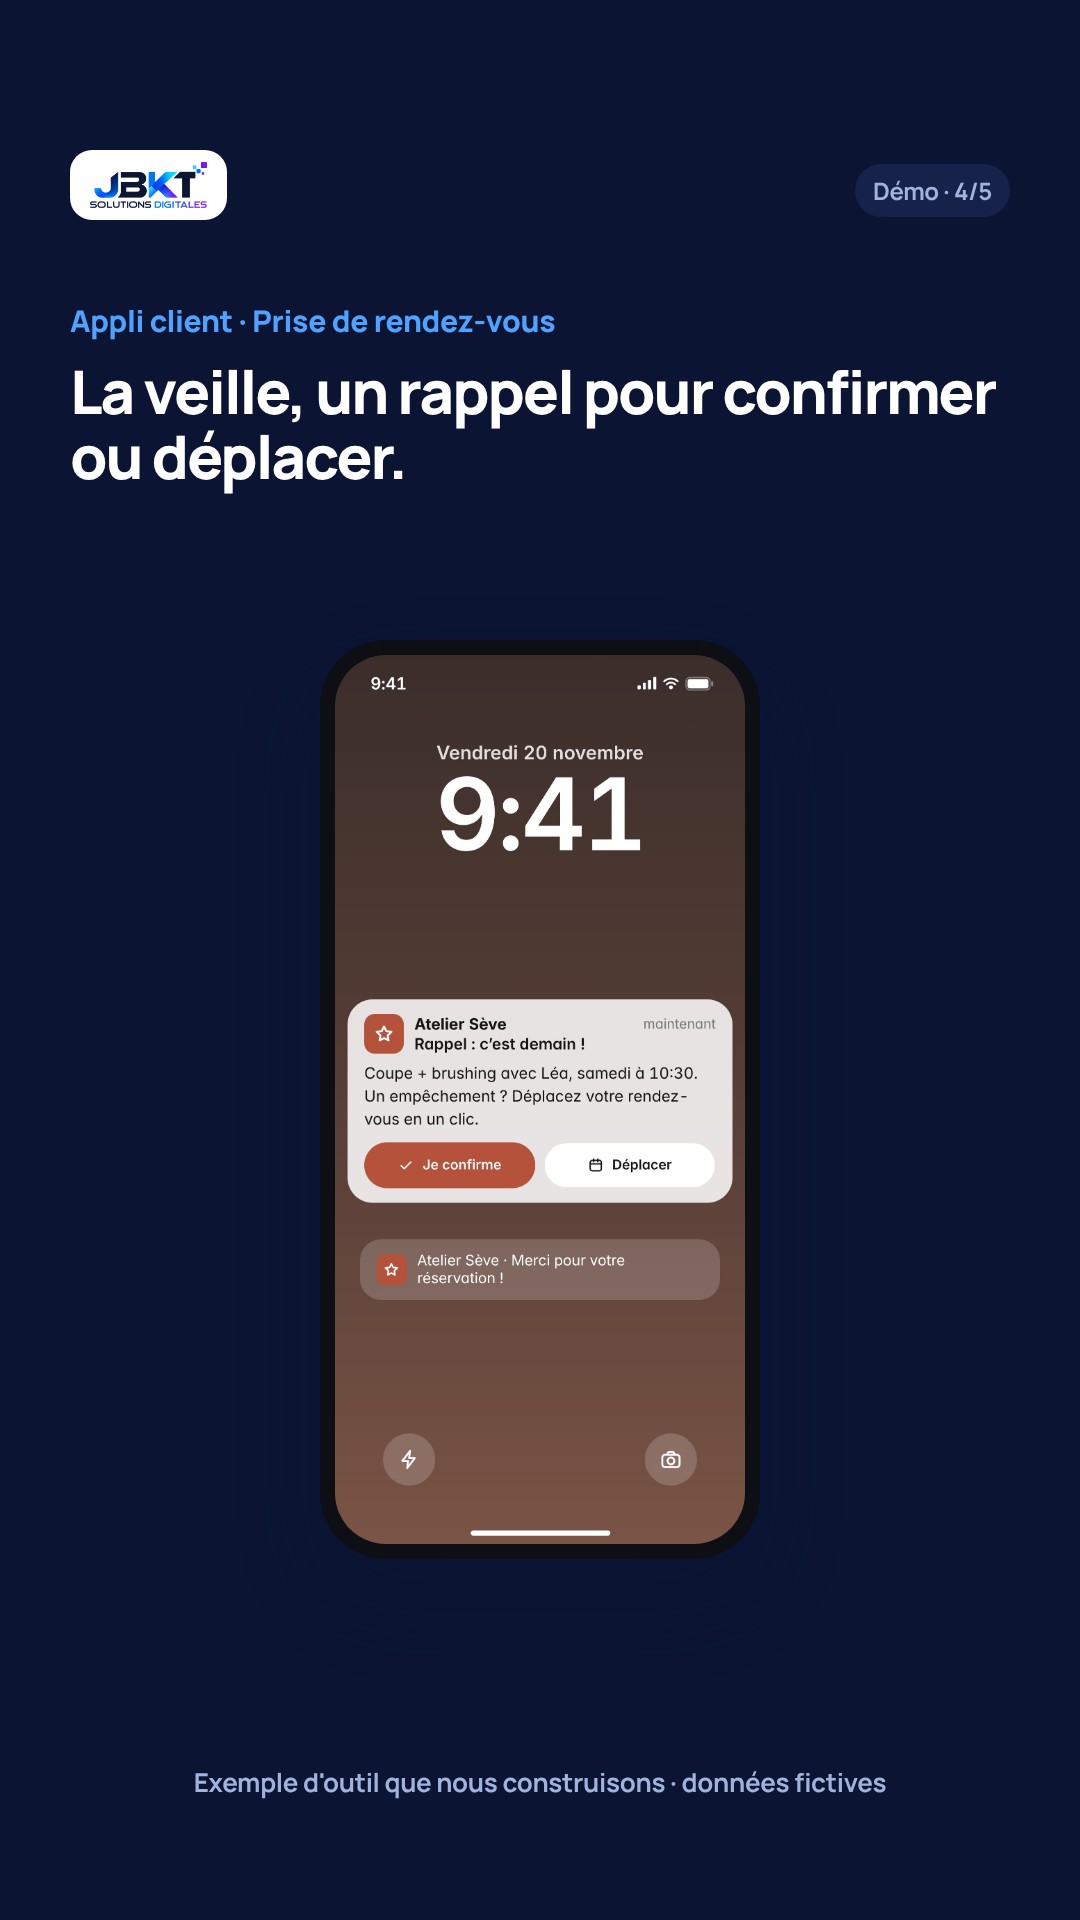 JBKT
SOLUTIONS DIGITALES
Démo · 4/5
Appli client · Prise de rendez-vous
La veille, un rappel pour confirmer
ou déplacer.
9:41
Vendredi 20 novembre
9:41
Atelier Sève
maintenant
Rappel : c’est demain !
Coupe + brushing avec Léa, samedi à 10:30.
Un empêchement ? Déplacez votre rendez-
vous en un clic.
Je confirme
Déplacer
Atelier Sève · Merci pour votre
réservation !
Exemple d'outil que nous construisons · données fictives